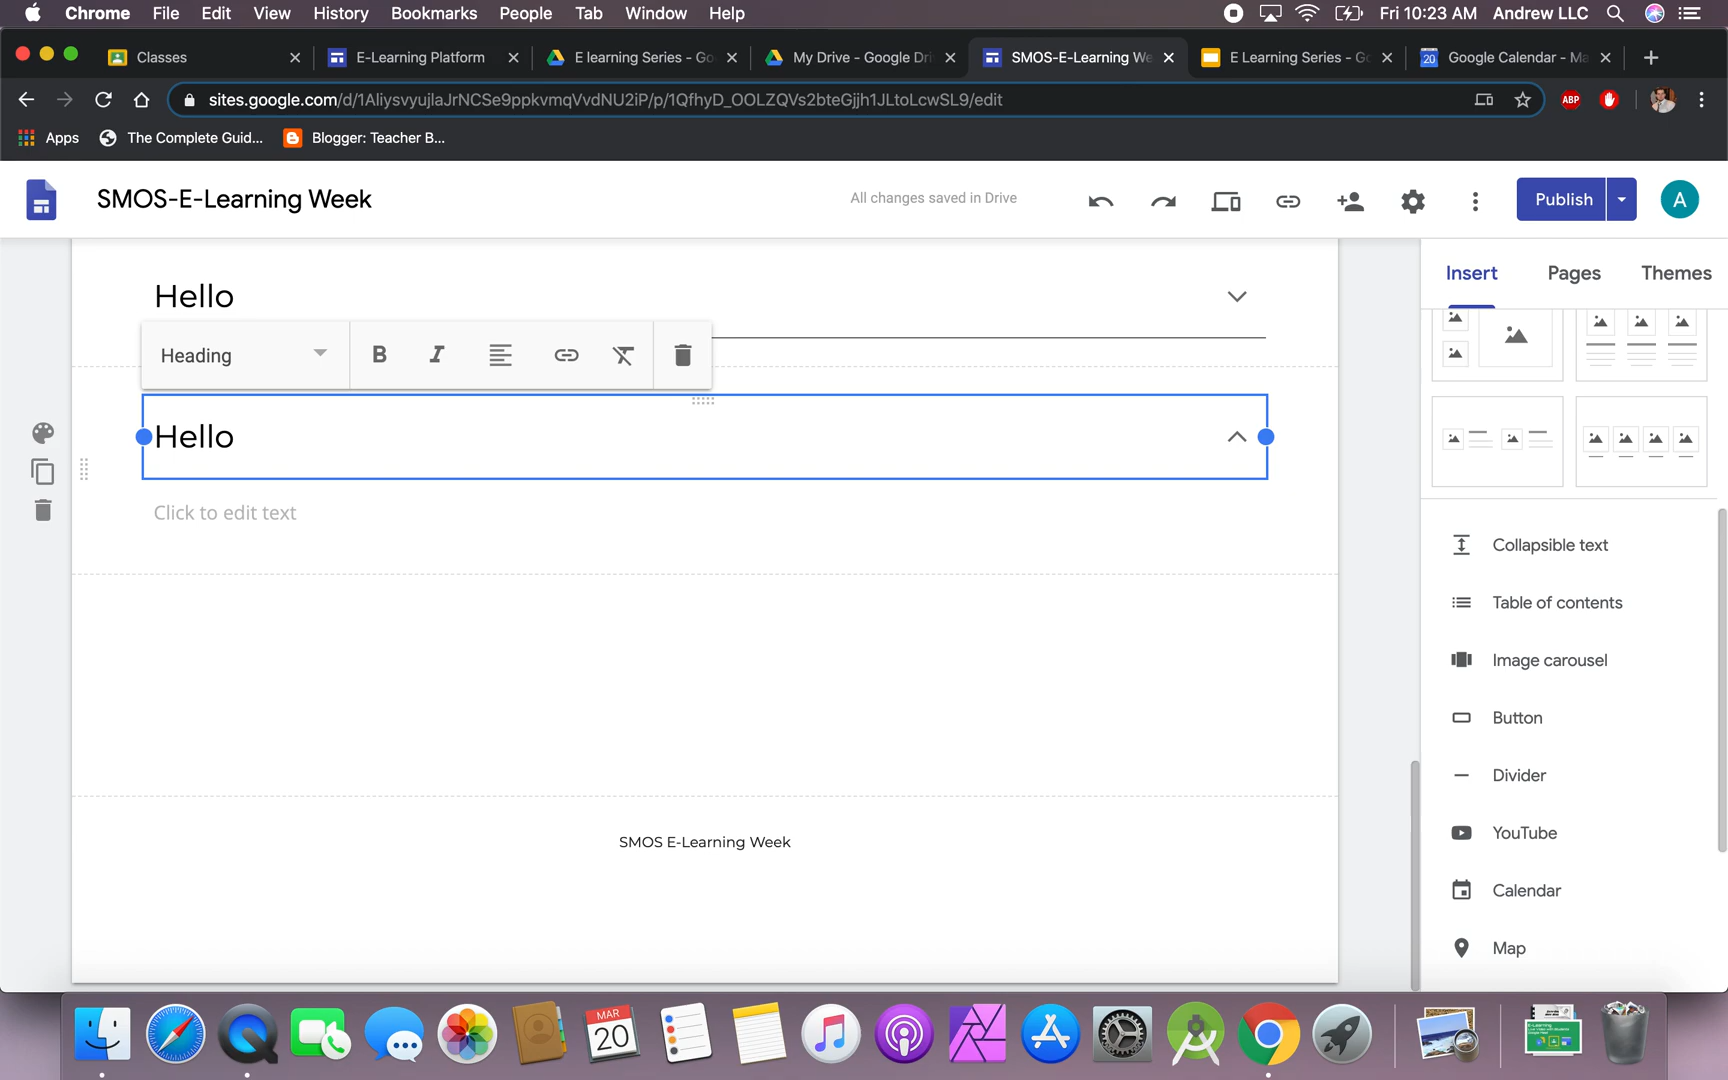 Chrome File Edit View History Bookmarks People Tab Window Help Fri 10:23 AM Andrew LLC
Classes E-Learning Platform E learning Series - Go My Drive - Google Dri SMOS-E-Learning We E Learning Series - Go 20 Google Calendar - Ma
sites.google.com/d/1AliysvyujlaJrNCSe9ppkvmqVvdNU2iP/p/1QfhyD_OOLZQVs2bteGjjh1JLtoLcwSL9/edit ABP
Apps The Complete Guid... Blogger: Teacher B...
SMOS-E-Learning Week All changes saved in Drive Publish A
Insert Pages Themes
Hello
Heading B I
Hello
Click to edit text
Collapsible text
Table of contents
Image carousel
Button
Divider
YouTube
Calendar
Map
SMOS E-Learning Week
MAR
20